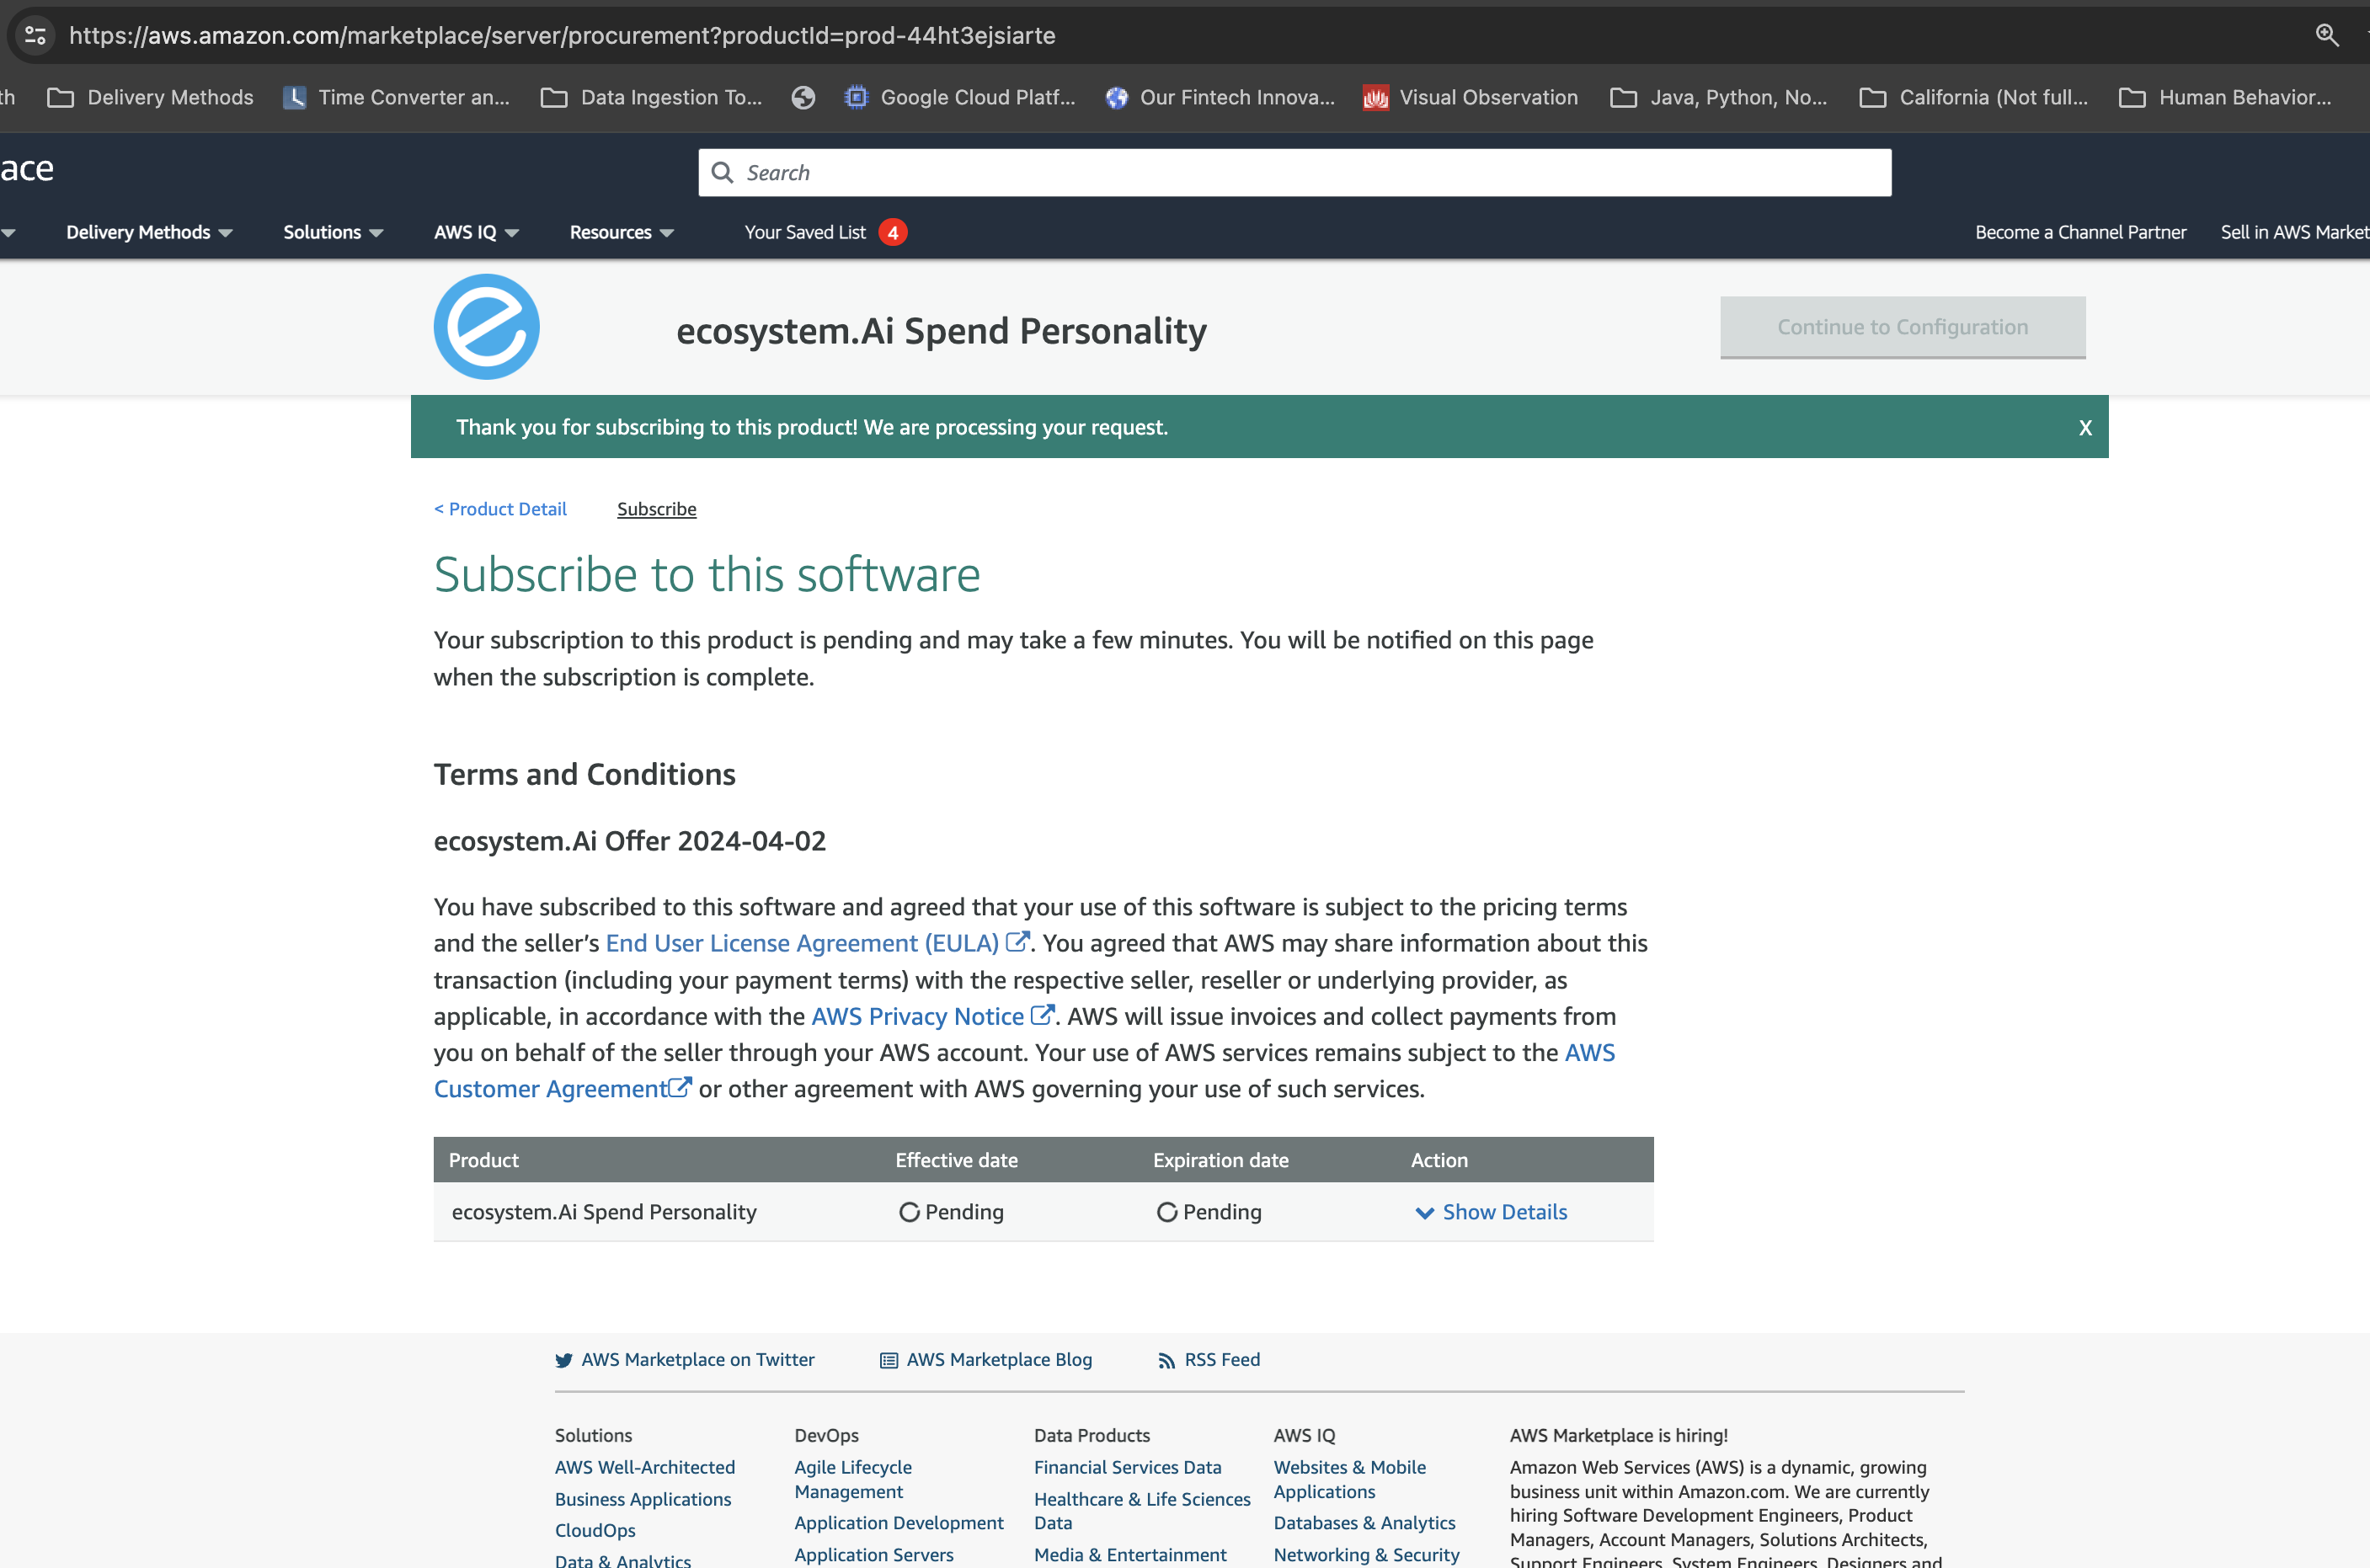 https://aws.amazon.com/marketplace/server/procurement?productId=prod-44ht3ejsiarte
th Delivery Methods Time Converter an... Data Ingestion To... Google Cloud Platf... Our Fintech Innova... Visual Observation Java, Python, No... California (Not full... Human Behavior...
ace Search
Delivery Methods Solutions AWS IQ Resources Your Saved List 4 Become a Channel Partner Sell in AWS Market
ecosystem.Ai Spend Personality Continue to Configuration
Thank you for subscribing to this product! We are processing your request. X
< Product Detail Subscribe
Subscribe to this software
Your subscription to this product is pending and may take a few minutes. You will be notified on this page
when the subscription is complete.
Terms and Conditions
ecosystem.Ai Offer 2024-04-02
You have subscribed to this software and agreed that your use of this software is subject to the pricing terms
and the seller’s End User License Agreement (EULA). You agreed that AWS may share information about this
transaction (including your payment terms) with the respective seller, reseller or underlying provider, as
applicable, in accordance with the AWS Privacy Notice. AWS will issue invoices and collect payments from
you on behalf of the seller through your AWS account. Your use of AWS services remains subject to the AWS
Customer Agreement or other agreement with AWS governing your use of such services.
Product Effective date Expiration date Action
ecosystem.Ai Spend Personality Pending Pending Show Details
AWS Marketplace on Twitter AWS Marketplace Blog RSS Feed
Solutions
AWS Well-Architected
Business Applications
CloudOps
Data & Analytics
DevOps
Agile Lifecycle
Management
Application Development
Application Servers
Data Products
Financial Services Data
Healthcare & Life Sciences
Data
Media & Entertainment
AWS IQ
Websites & Mobile
Applications
Databases & Analytics
Networking & Security
AWS Marketplace is hiring!
Amazon Web Services (AWS) is a dynamic, growing
business unit within Amazon.com. We are currently
hiring Software Development Engineers, Product
Managers, Account Managers, Solutions Architects,
Support Engineers, System Engineers, Designers and